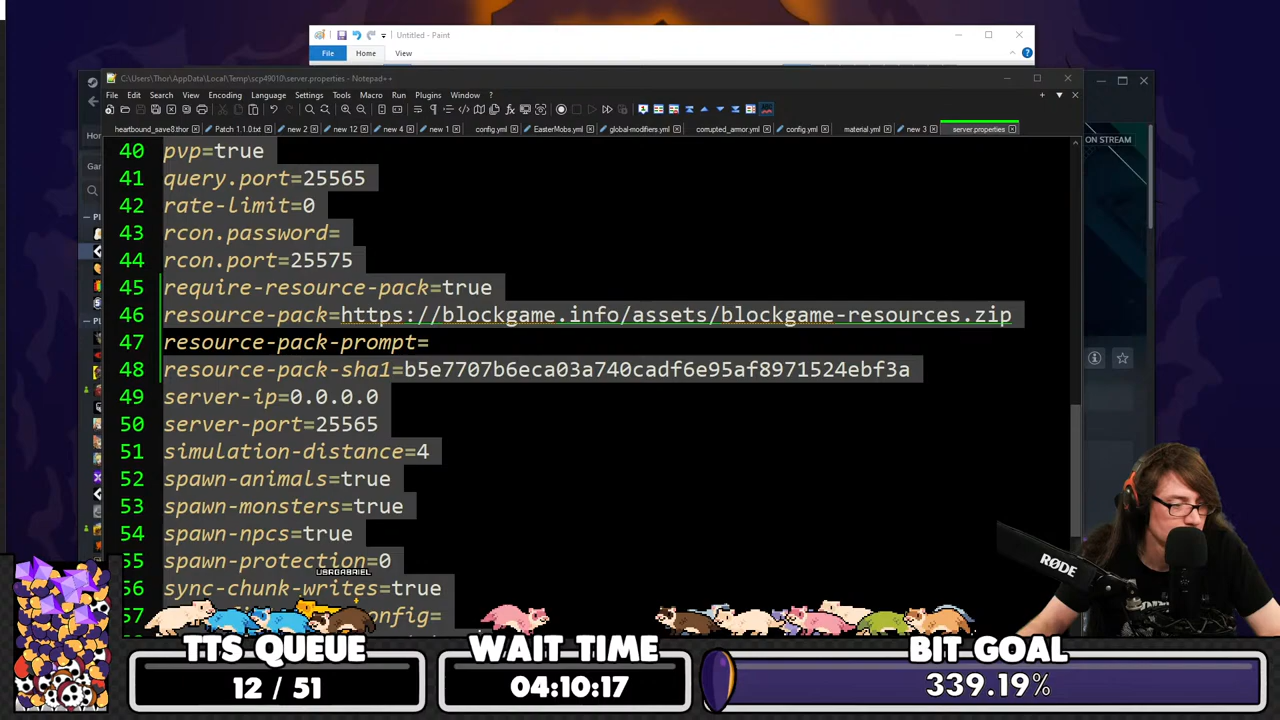 Untitled - Paint
File Home View
C:\Users\Thor\AppData\Local\Temp\scp49010\server.properties - Notepad++
File Edit Search View Encoding Language Settings Tools Macro Run Plugins Window ?
heartbound_save8.thor Patch 1.1.0.txt new 2 new 12 new 4 new 1 config.yml EasterMobs.yml global-modifiers.yml corrupted_armor.yml config.yml material.yml new 3 server.properties
ON STREAM
40 pvp=true
41 query.port=25565
42 rate-limit=0
43 rcon.password=
44 rcon.port=25575
45 require-resource-pack=true
46 resource-pack=https://blockgame.info/assets/blockgame-resources.zip
47 resource-pack-prompt=
48 resource-pack-sha1=b5e7707b6eca03a740cadf6e95af8971524ebf3a
49 server-ip=0.0.0.0
50 server-port=25565
51 simulation-distance=4
52 spawn-animals=true
53 spawn-monsters=true
54 spawn-npcs=true
55 spawn-protection=0
56 sync-chunk-writes=true
57
RØDE
TTS QUEUE
12 / 51
WAIT TIME
04:10:17
BIT GOAL
339.19%